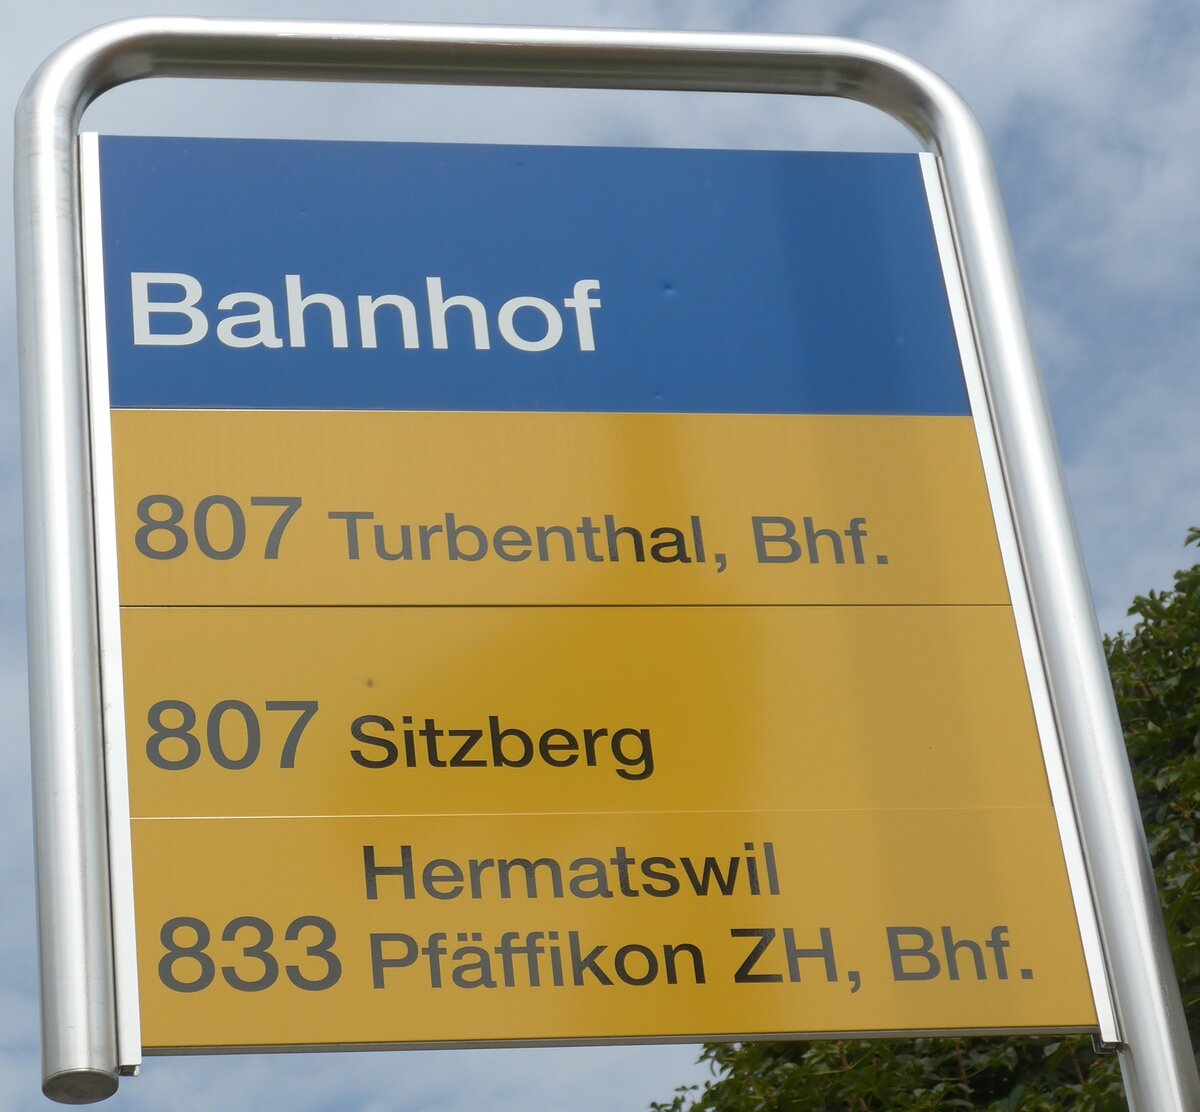 Bahnhof
807 Turbenthal, Bhf.
807 Sitzberg
Hermatswil
833 Pfäffikon ZH, Bhf.